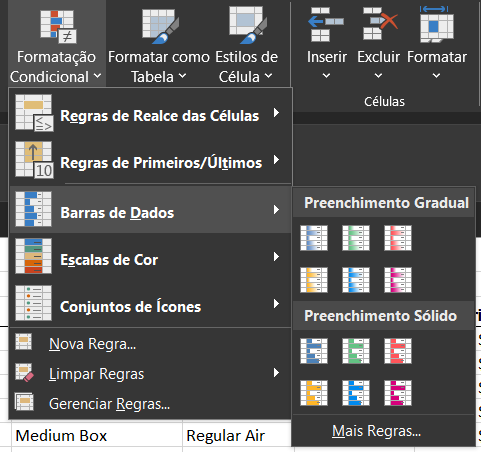 Formatação
Condicional
Formatar como
Tabela
Estilos de
Célula
Inserir
Excluir
Formatar
Células
Regras de Realce das Células
Regras de Primeiros/Últimos
10
Barras de Dados
Escalas de Cor
Conjuntos de Ícones
Nova Regra...
Limpar Regras
Gerenciar Regras...
Preenchimento Gradual
Preenchimento Sólido
Mais Regras...
Medium Box
Regular Air